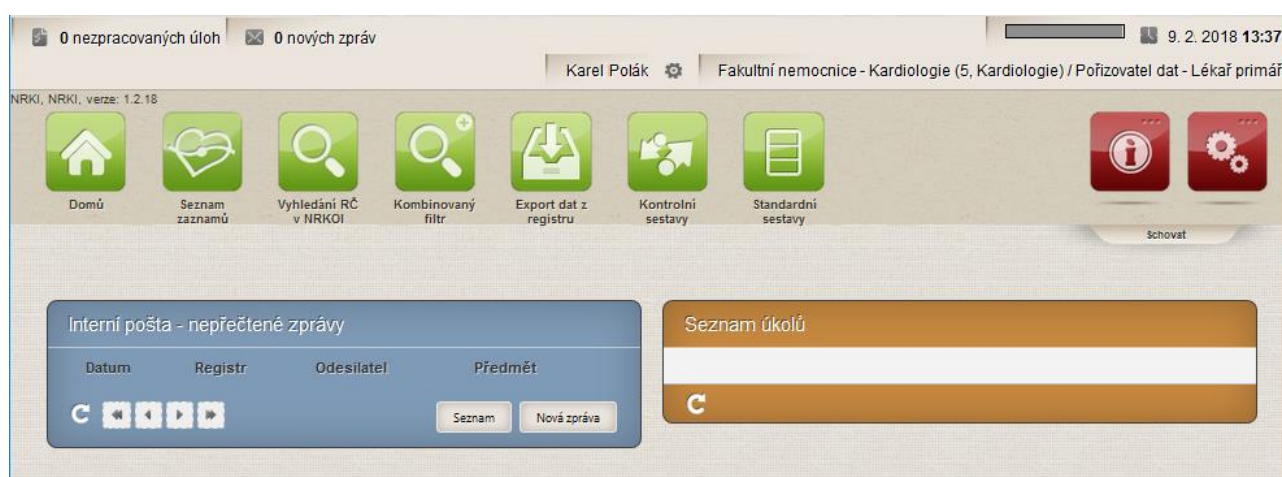 0 nezpracovaných úloh 0 nových zpráv 9. 2. 2018 13:37
Karel Polák Fakultní nemocnice - Kardiologie (5, Kardiologie) / Pořizovatel dat - Lékař primář
NRKI, NRKI, verze: 1.2.18
Domů
Seznam
zaznamů
Vyhledání RČ
v NRKOI
Kombinovaný
filtr
Export dat z
registru
Kontrolní
sestavy
Standardní
sestavy
Schovat
Interní pošta - nepřečtené zprávy
Datum Registr Odesilatel Předmět
Seznam Nová zpráva
Seznam úkolů